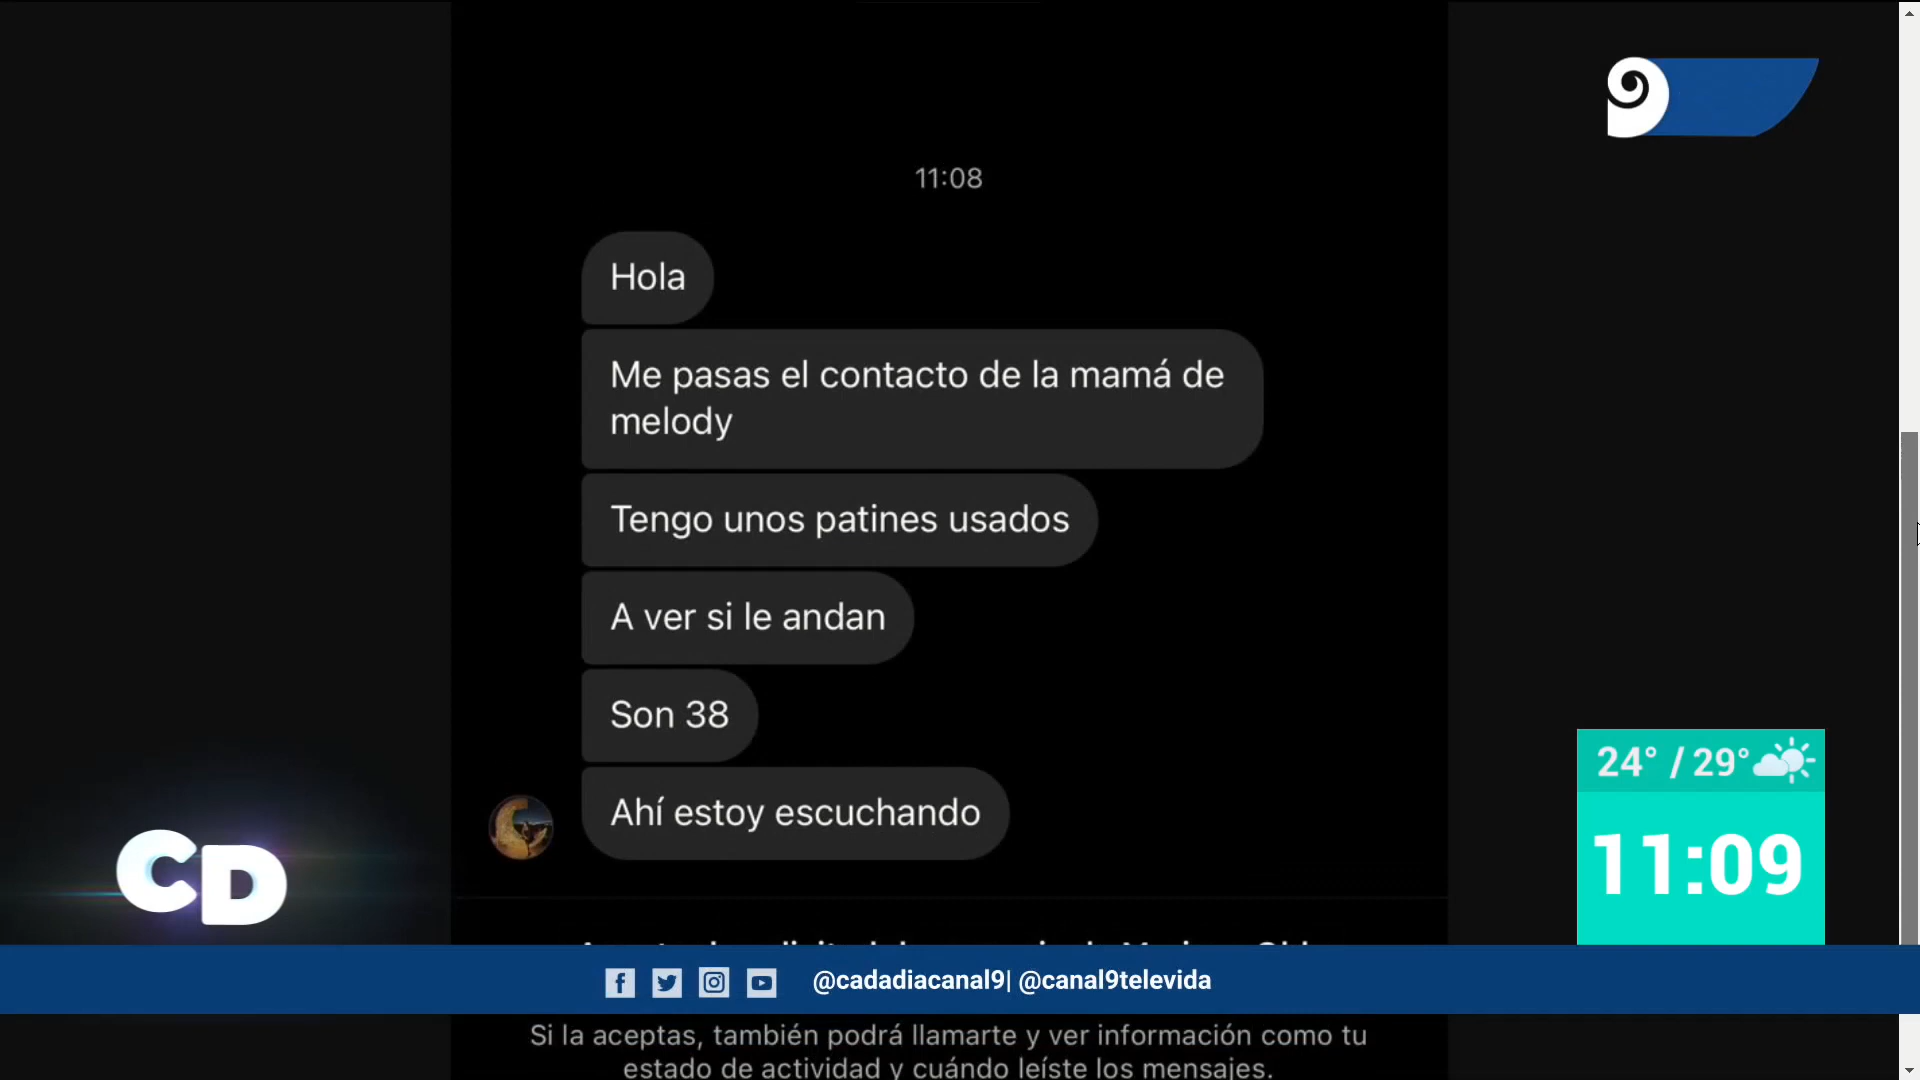 11:08
Hola
Me pasas el contacto de la mamá de
melody
Tengo unos patines usados
A ver si le andan
Son 38
Ahí estoy escuchando
9
CD
24° / 29°
11:09
@cadadiacanal9| @canal9televida
Si la aceptas, también podrá llamarte y ver información como tu
estado de actividad y cuándo leíste los mensajes.